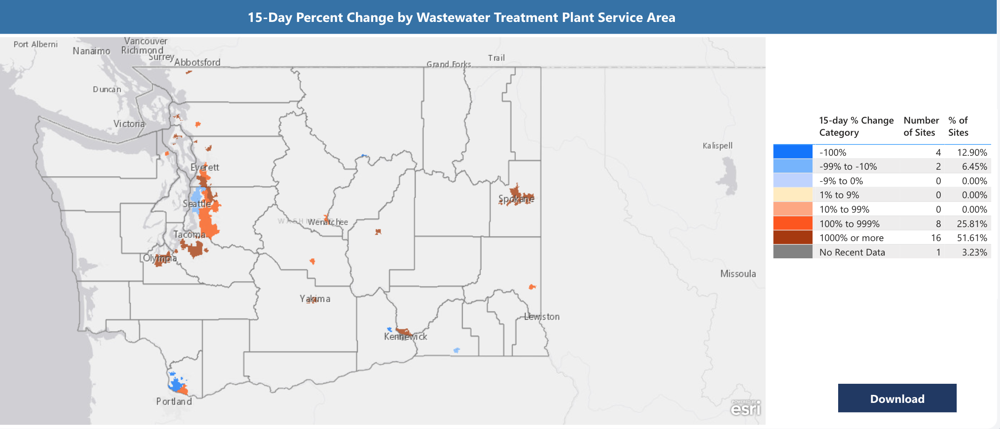 15-Day Percent Change by Wastewater Treatment Plant Service Area
Port Alberni
Nanaimo
Vancouver
Richmond
Surrey
Abbotsford
Grand Forks
Trail
Duncan
Victoria
Kalispell
Everett
Seattle
Spokane
WASHINGTON
Wenatchee
Tacoma
Olympia
Missoula
Yakima
Lewiston
Kennewick
Portland
POWERED BY
esri
15-day % Change Category Number of Sites % of Sites
-100% 4 12.90%
-99% to -10% 2 6.45%
-9% to 0% 0 0.00%
1% to 9% 0 0.00%
10% to 99% 0 0.00%
100% to 999% 8 25.81%
1000% or more 16 51.61%
No Recent Data 1 3.23%
Download